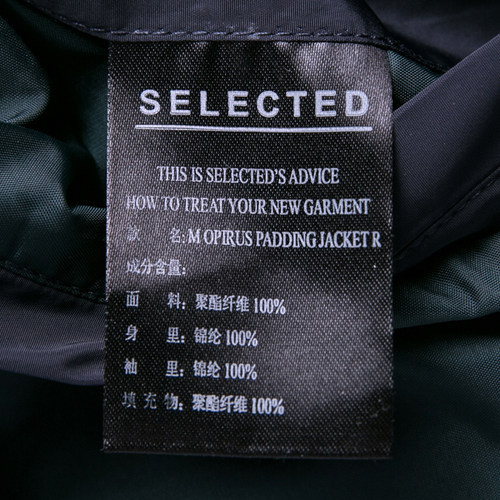 SELECTED
THIS IS SELECTED'S ADVICE
HOW TO TREAT YOUR NEW GARMENT
款 名: M OPIRUS PADDING JACKET R
成分含量:
面 料: 聚酯纤维 100%
身 里: 锦纶 100%
袖 里: 锦纶 100%
填 充 物: 聚酯纤维 100%